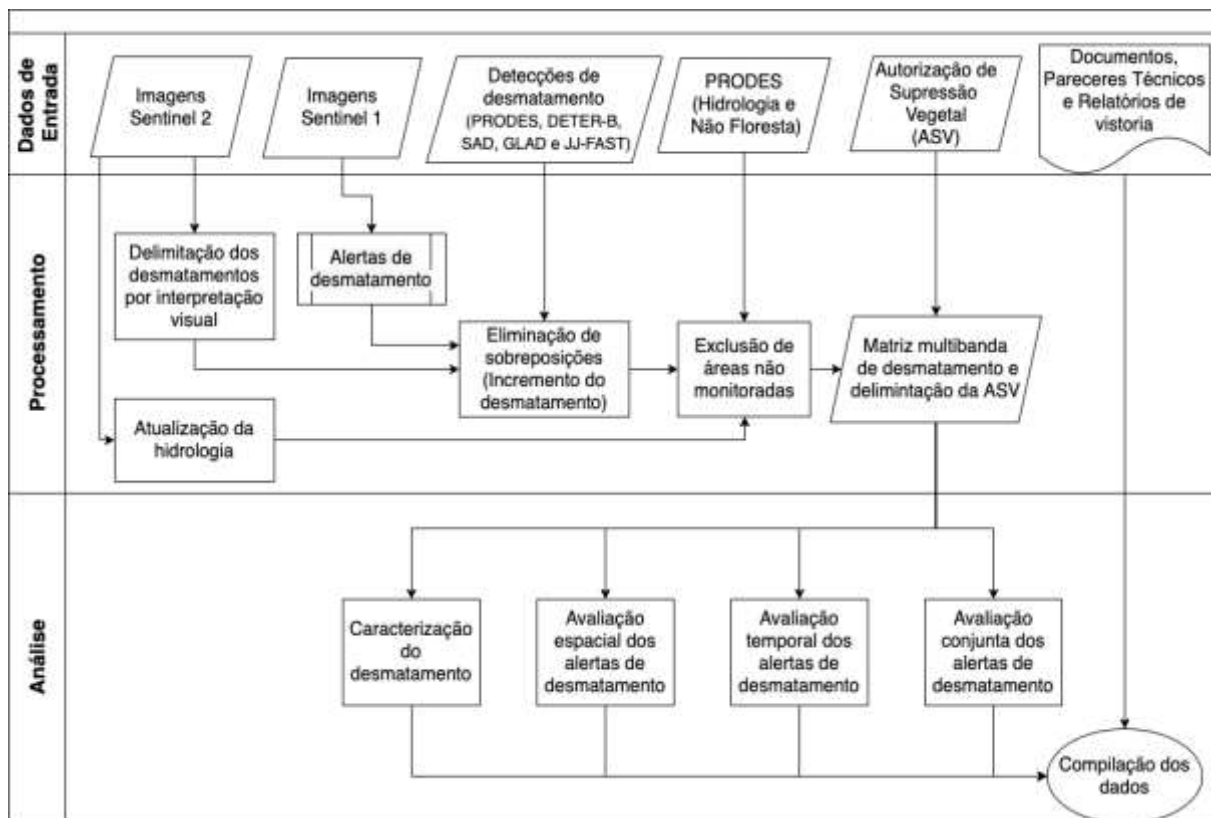 Dados de
Entrada
Imagens
Sentinel 2
Imagens
Sentinel 1
Detecções de
desmatamento
(PRODES, DETER-B,
SAD, GLAD e JJ-FAST)
PRODES
(Hidrologia e
Não Floresta)
Autorização de
Supressão
Vegetal
(ASV)
Documentos,
Pareceres Técnicos
e Relatórios de
vistoria
Processamento
Delimitação dos
desmatamentos
por interpretação
visual
Alertas de
desmatamento
Eliminação de
sobreposições
(Incremento do
desmatamento)
Exclusão de
áreas não
monitoradas
Matriz multibanda
de desmatamento e
delimintação da ASV
Atualização da
hidrologia
Análise
Caracterização
do
desmatamento
Avaliação
espacial dos
alertas de
desmatamento
Avaliação
temporal dos
alertas de
desmatamento
Avaliação
conjunta dos
alertas de
desmatamento
Compilação dos
dados